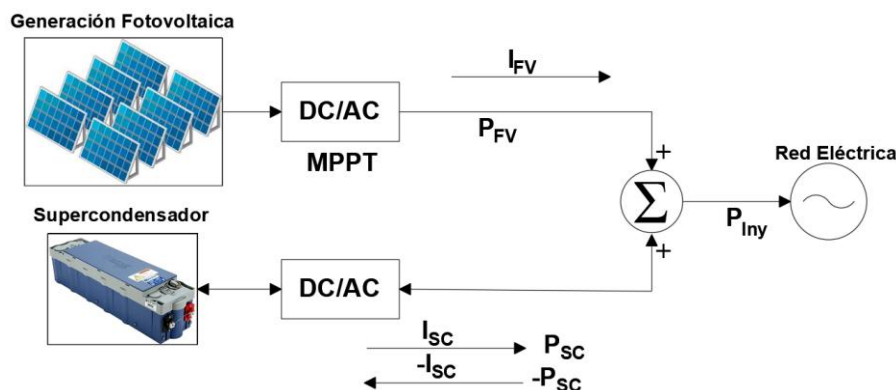 Generación Fotovoltaica
I_FV
DC/AC
P_FV
MPPT
+
Red Eléctrica
Σ
P_Iny
Supercondensador
+
DC/AC
I_SC P_SC
-I_SC -P_SC